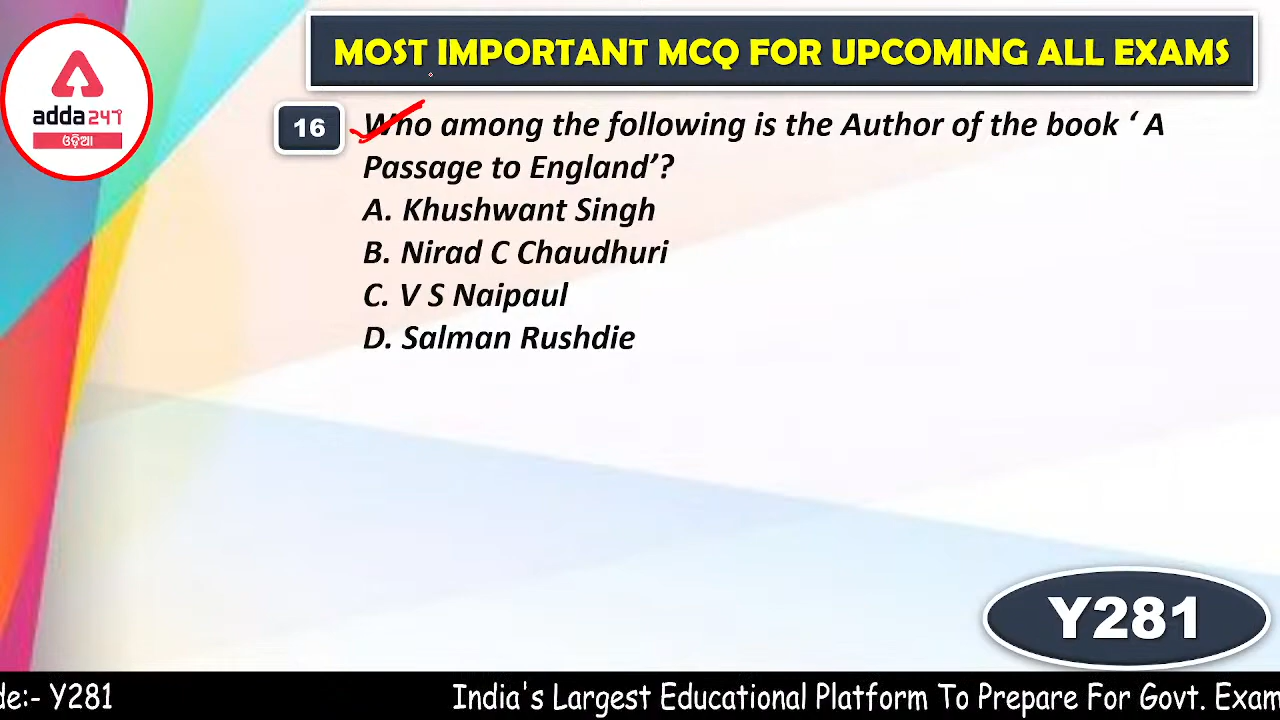 MOST IMPORTANT MCQ FOR UPCOMING ALL EXAMS
adda247
ଓଡ଼ିଆ
16
Who among the following is the Author of the book ‘ A
Passage to England’?
A. Khushwant Singh
B. Nirad C Chaudhuri
C. V S Naipaul
D. Salman Rushdie
Y281
de:- Y281 India's Largest Educational Platform To Prepare For Govt. Exam